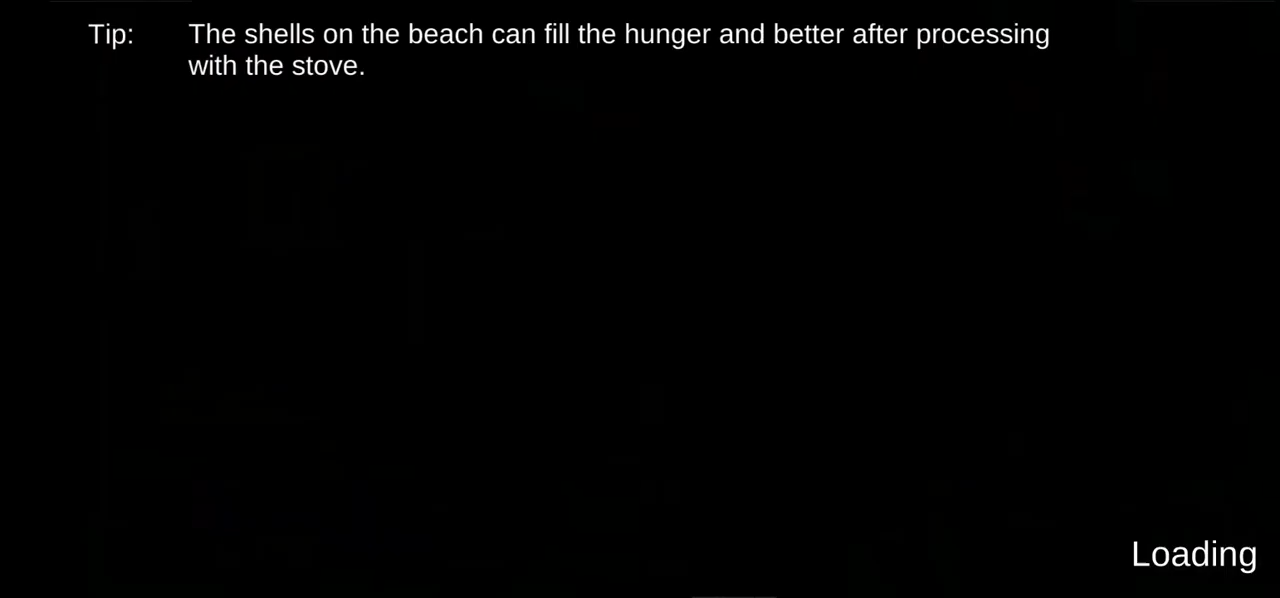 Tip: The shells on the beach can fill the hunger and better after processing
with the stove.
Loading